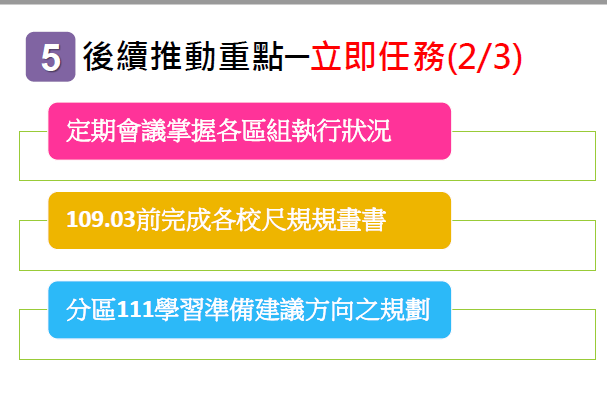 5 後續推動重點─立即任務(2/3)
定期會議掌握各區組執行狀況
109.03前完成各校尺規規畫書
分區111學習準備建議方向之規劃